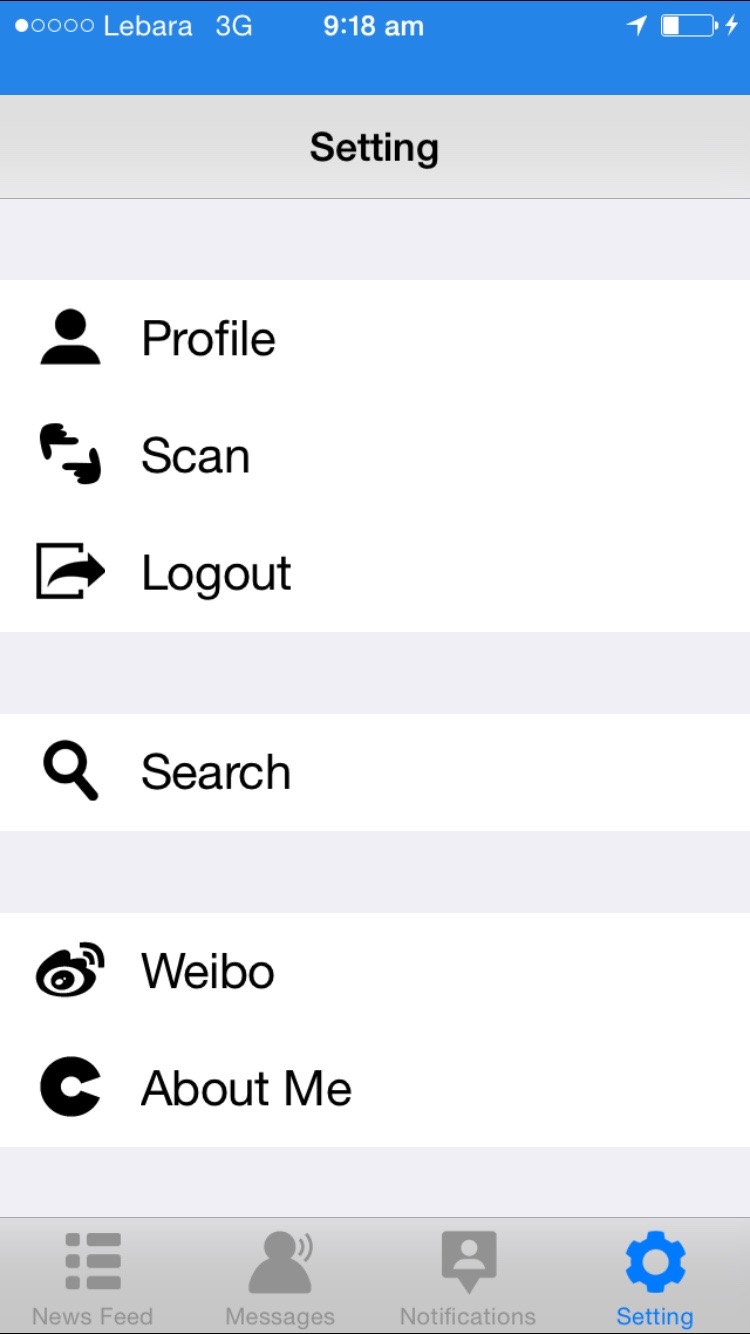 Lebara 3G 9:18 am
Setting
Profile
Scan
Logout
Search
Weibo
About Me
News Feed Messages Notifications Setting